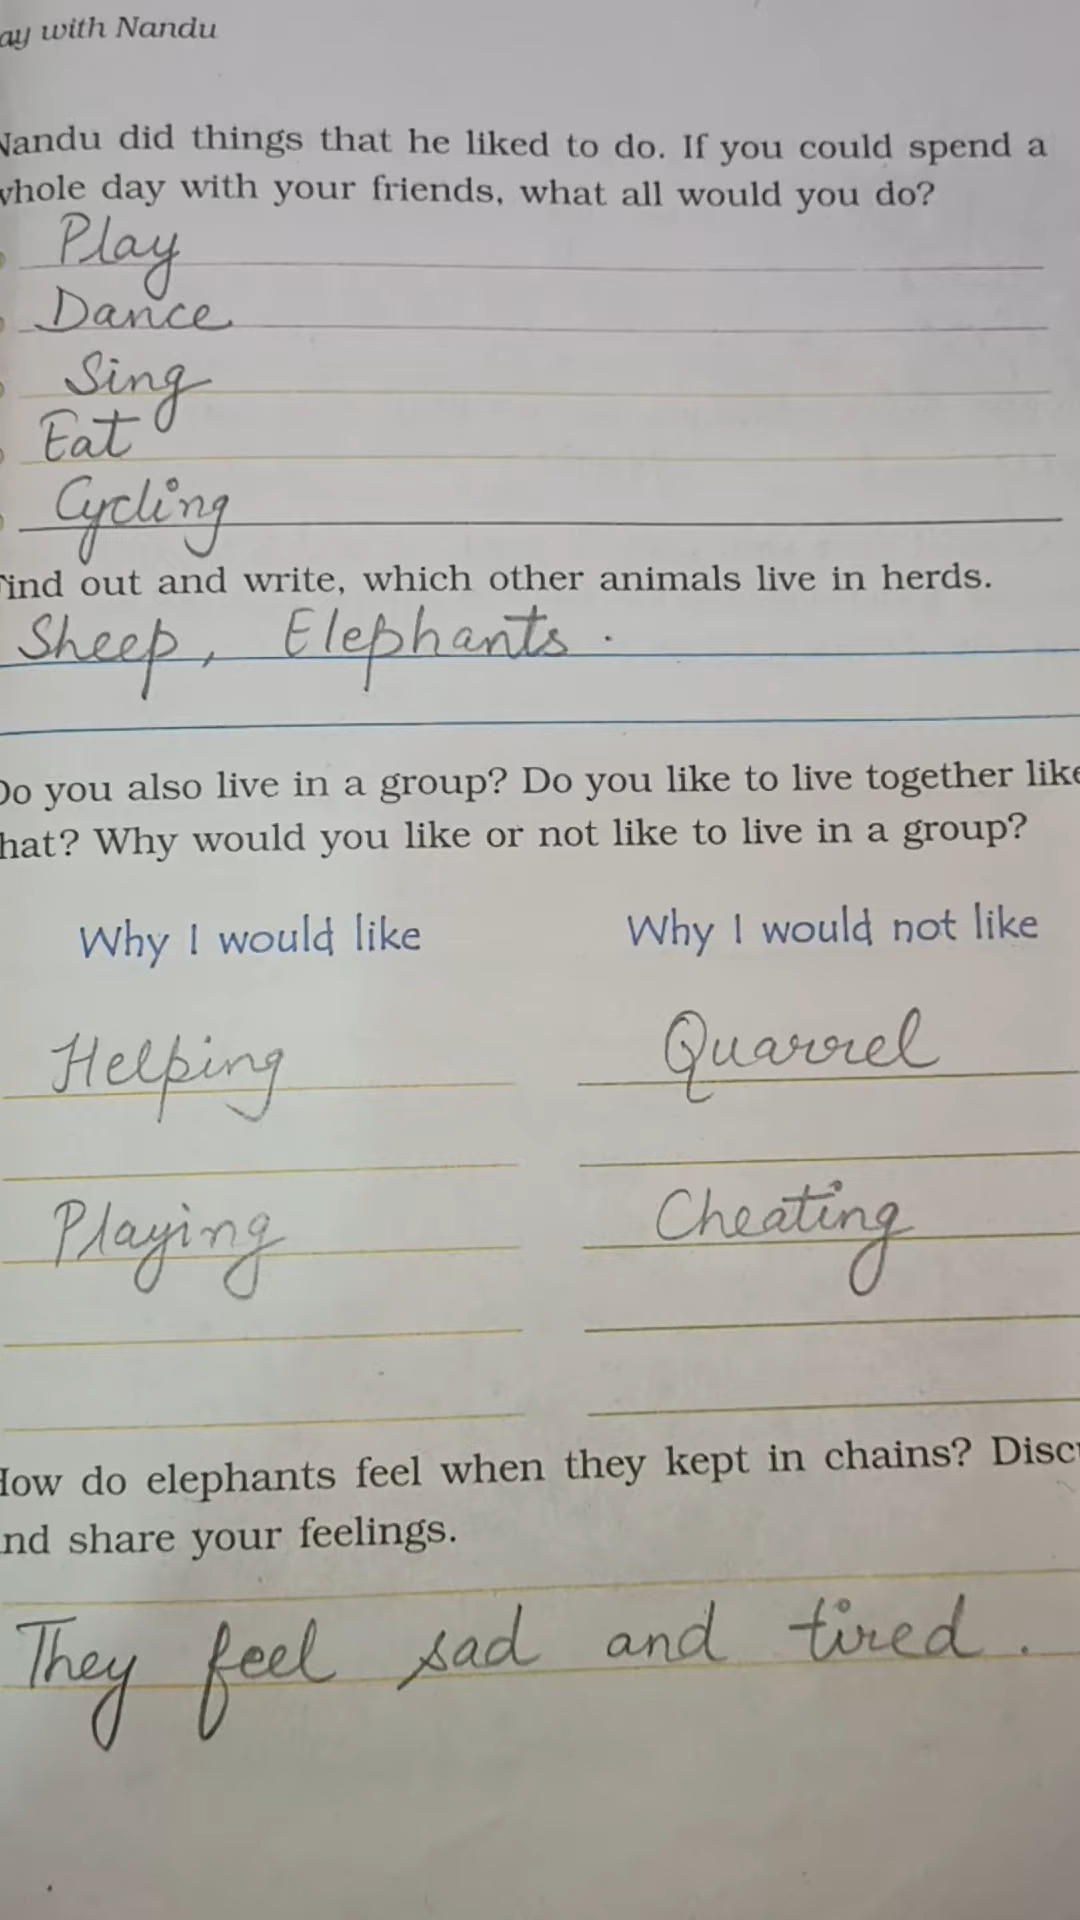 ay with Nandu
Nandu did things that he liked to do. If you could spend a
whole day with your friends, what all would you do?
Play
Dance
Sing
Eat
Cycling
Find out and write, which other animals live in herds.
Sheep, Elephants.
Do you also live in a group? Do you like to live together like
hat? Why would you like or not like to live in a group?
Why I would like Why I would not like
Helping Quarrel
Playing Cheating
How do elephants feel when they kept in chains? Discu
nd share your feelings.
They feel sad and tired.